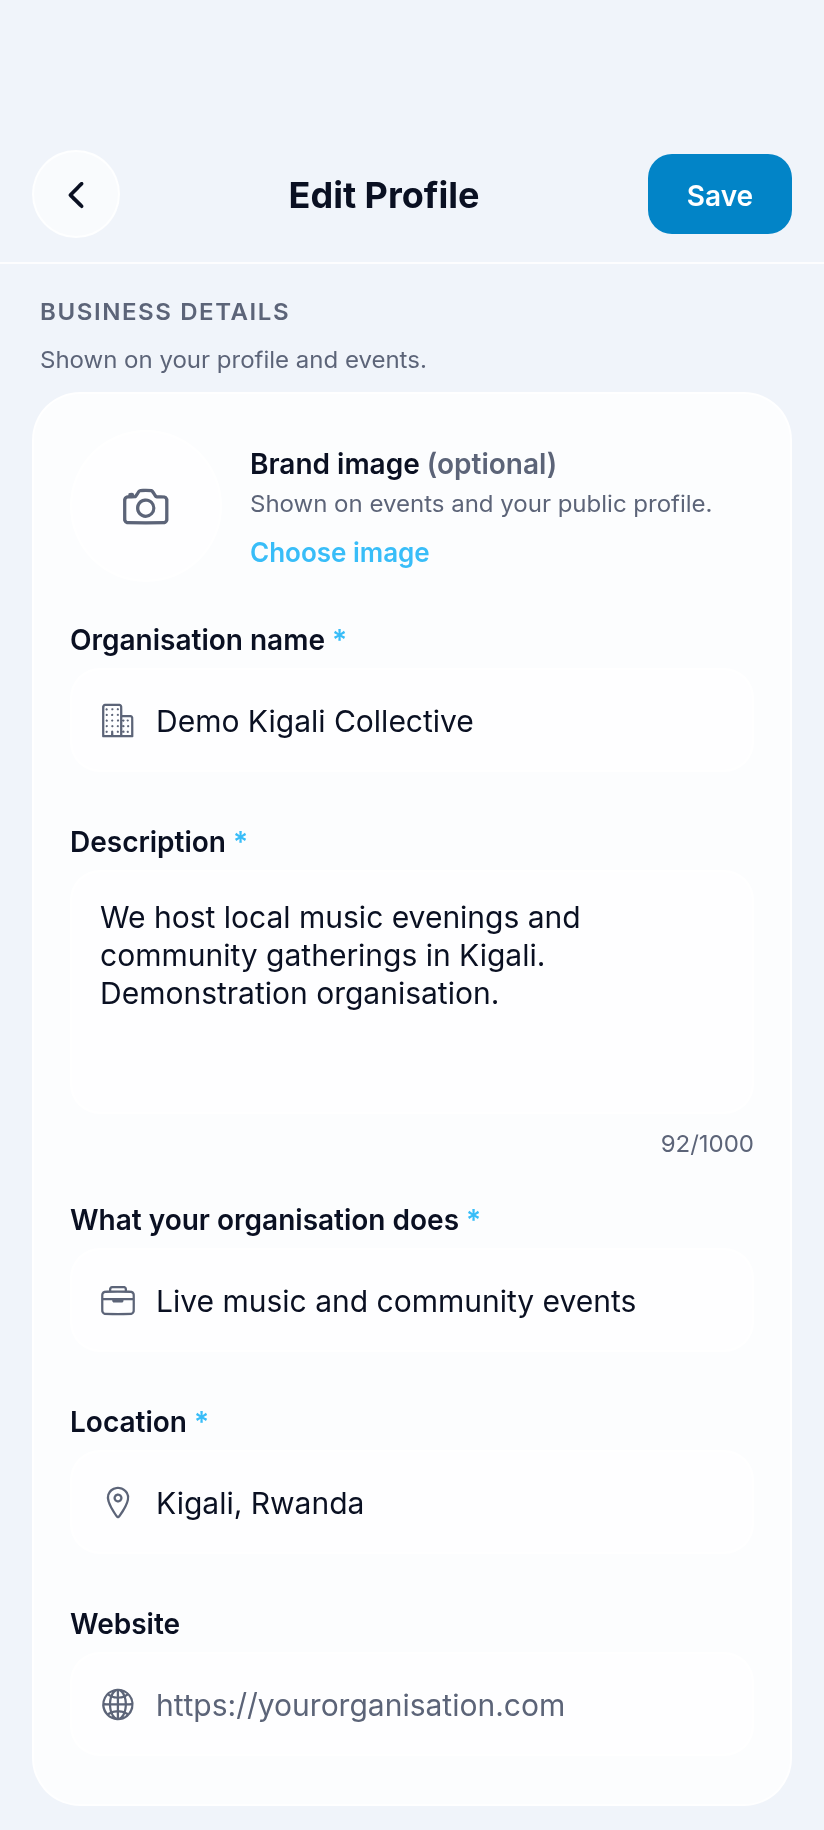 Edit Profile
Save
BUSINESS DETAILS
Shown on your profile and events.
Brand image (optional)
Shown on events and your public profile.
Choose image
Organisation name *
Demo Kigali Collective
Description *
We host local music evenings and
community gatherings in Kigali.
Demonstration organisation.
92/1000
What your organisation does *
Live music and community events
Location *
Kigali, Rwanda
Website
https://yourorganisation.com